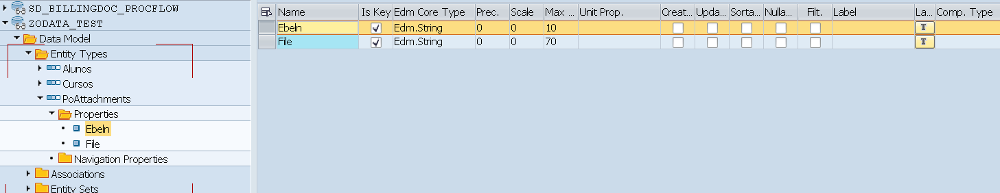 SD_BILLINGDOC_PROCFLOW
ZODATA_TEST
Data Model
Entity Types
Alunos
Cursos
PoAttachments
Properties
Ebeln
File
Navigation Properties
Associations
Entity Sets
Name Is Key Edm Core Type Prec. Scale Max ... Unit Prop. Creat... Upda... Sorta... Nulla... Filt. Label La... Comp. Type
Ebeln Edm.String 0 0 10 T
File Edm.String 0 0 70 T